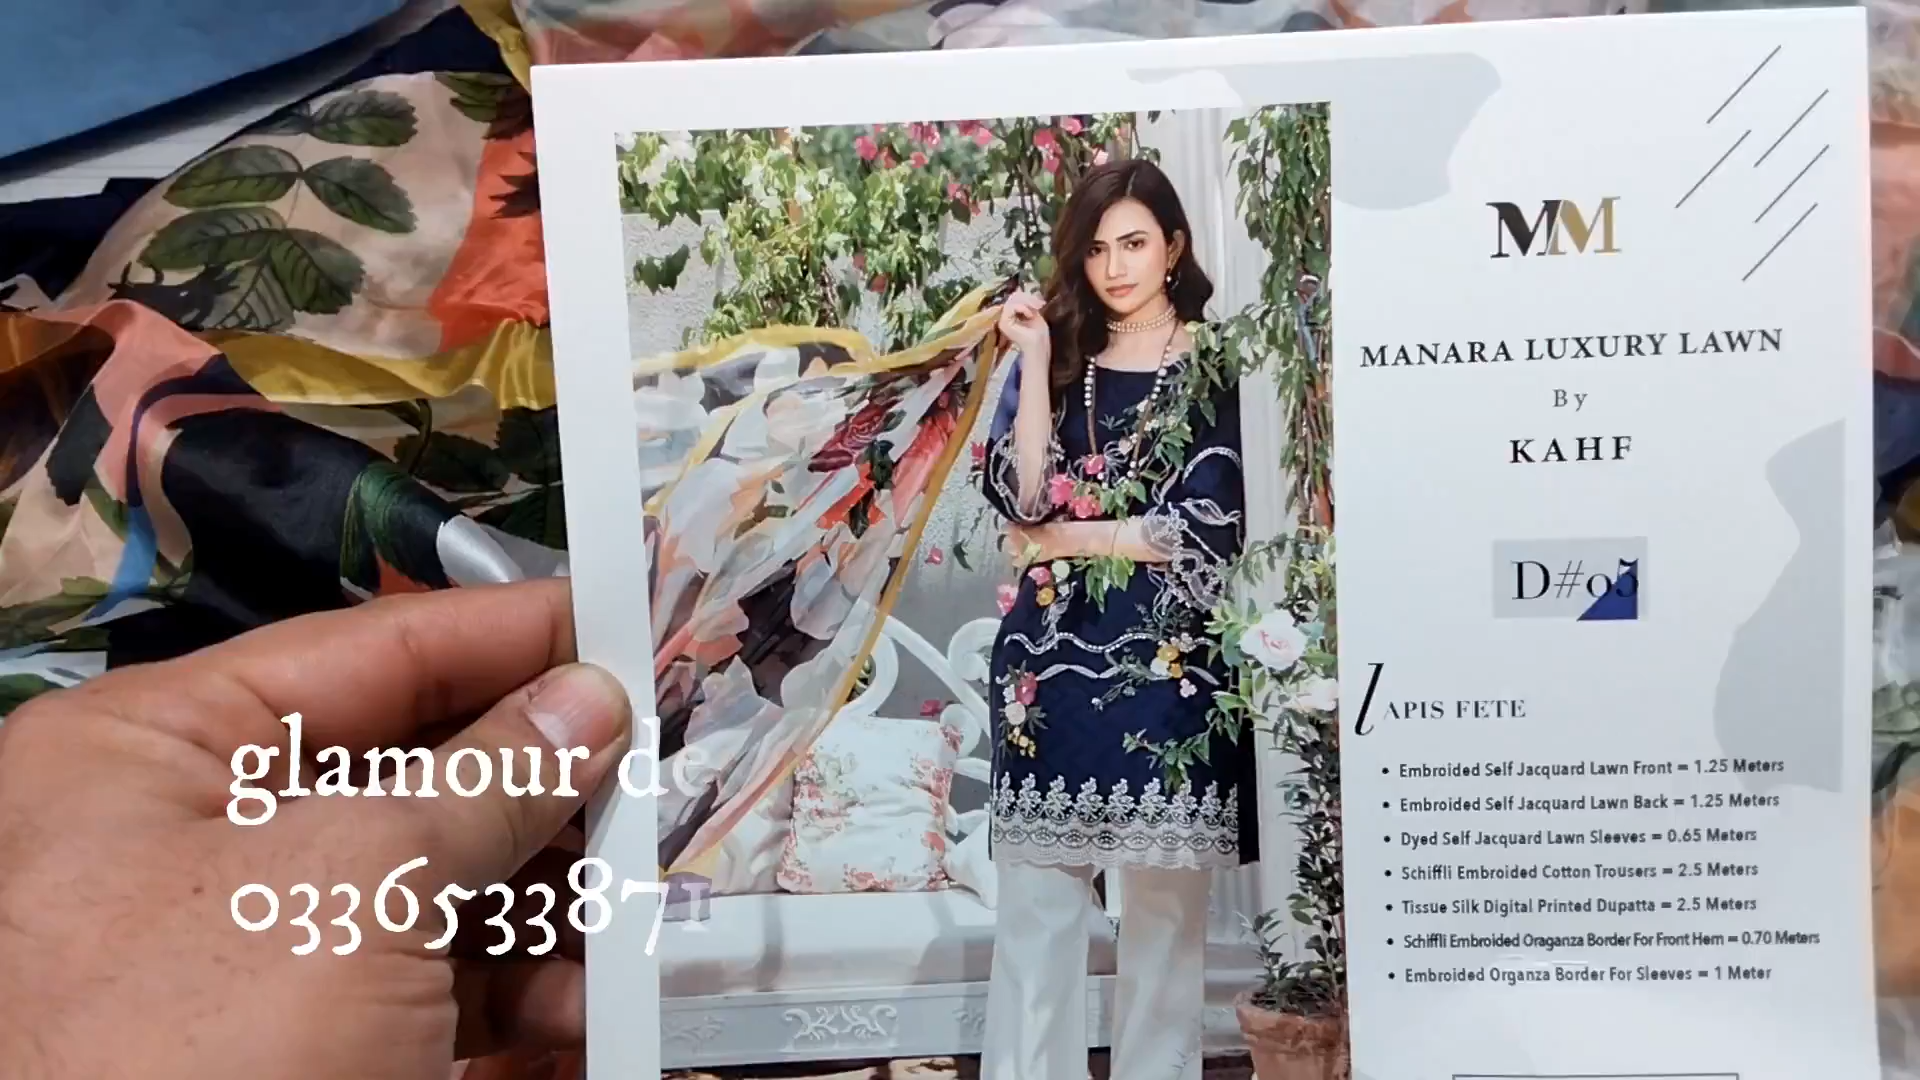 MM
MANARA LUXURY LAWN
By
KAHF
D#05
lAPIS FETE
• Embroided Self Jacquard Lawn Front = 1.25 Meters
• Embroided Self Jacquard Lawn Back = 1.25 Meters
• Dyed Self Jacquard Lawn Sleeves = 0.65 Meters
• Schiffli Embroided Cotton Trousers = 2.5 Meters
• Tissue Silk Digital Printed Dupatta = 2.5 Meters
• Schiffli Embroided Oraganza Border For Front Hem = 0.70 Meters
• Embroided Organza Border For Sleeves = 1 Meter
glamour de
0336533871